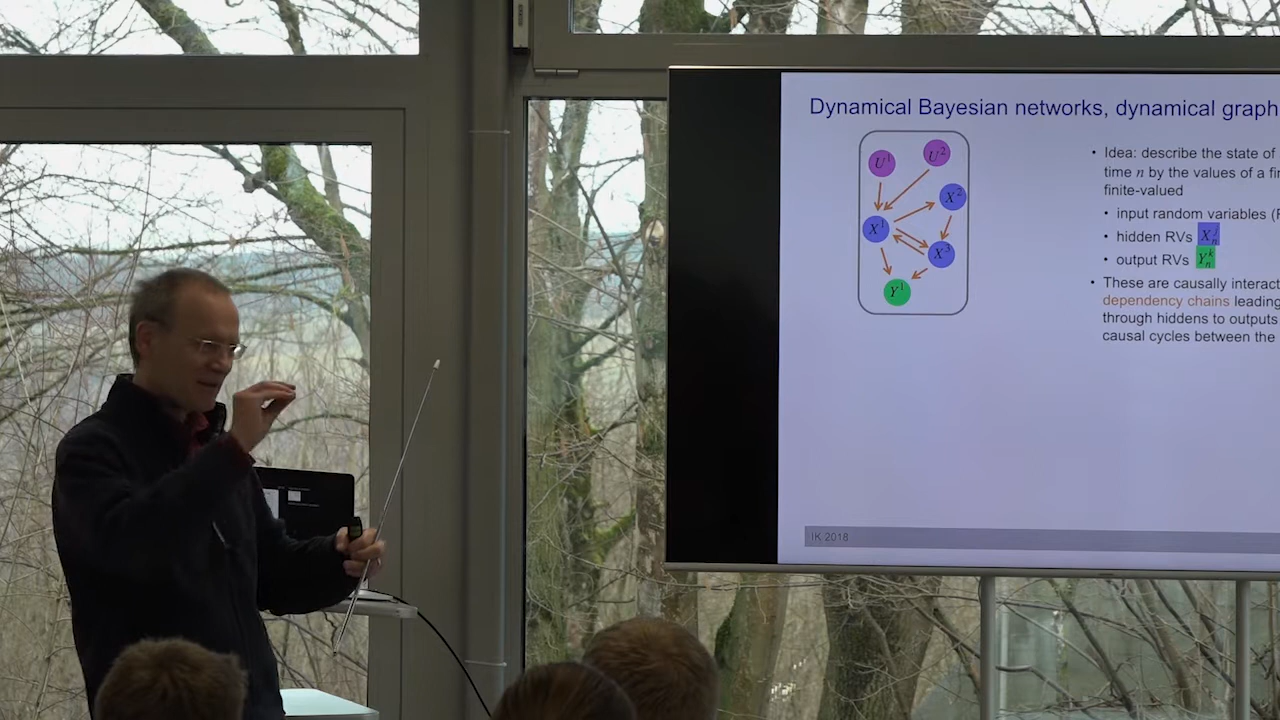 Dynamical Bayesian networks, dynamical graph
U¹ U²
X²
X¹
X³
Y¹
• Idea: describe the state of
time n by the values of a
finite-valued
• input random variables
• hidden RVs Xₙʲ
• output RVs Yₙᵏ
• These are causally
dependency chains leading
through hiddens to outputs
causal cycles between the
IK 2018